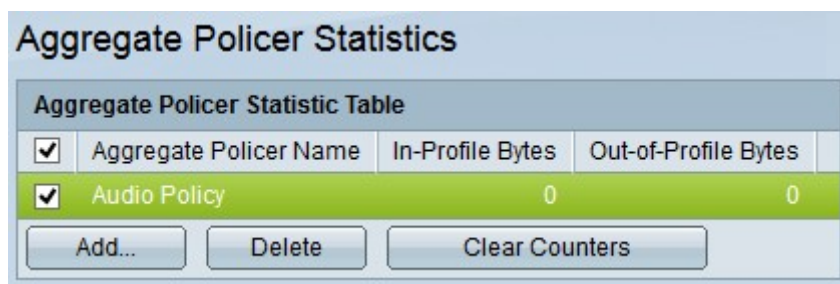 Aggregate Policer Statistics
Aggregate Policer Statistic Table
Aggregate Policer Name In-Profile Bytes Out-of-Profile Bytes
Audio Policy 0 0
Add... Delete Clear Counters